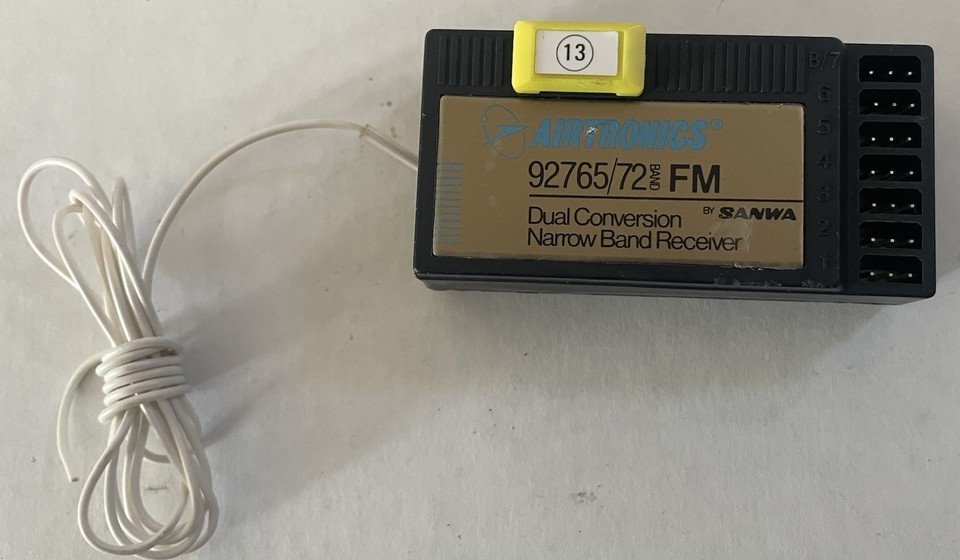 13
AIRTRONICS®
92765/72 BAND FM
BY SANWA
Dual Conversion
Narrow Band Receiver
B/7
6
5
4
3
2
1